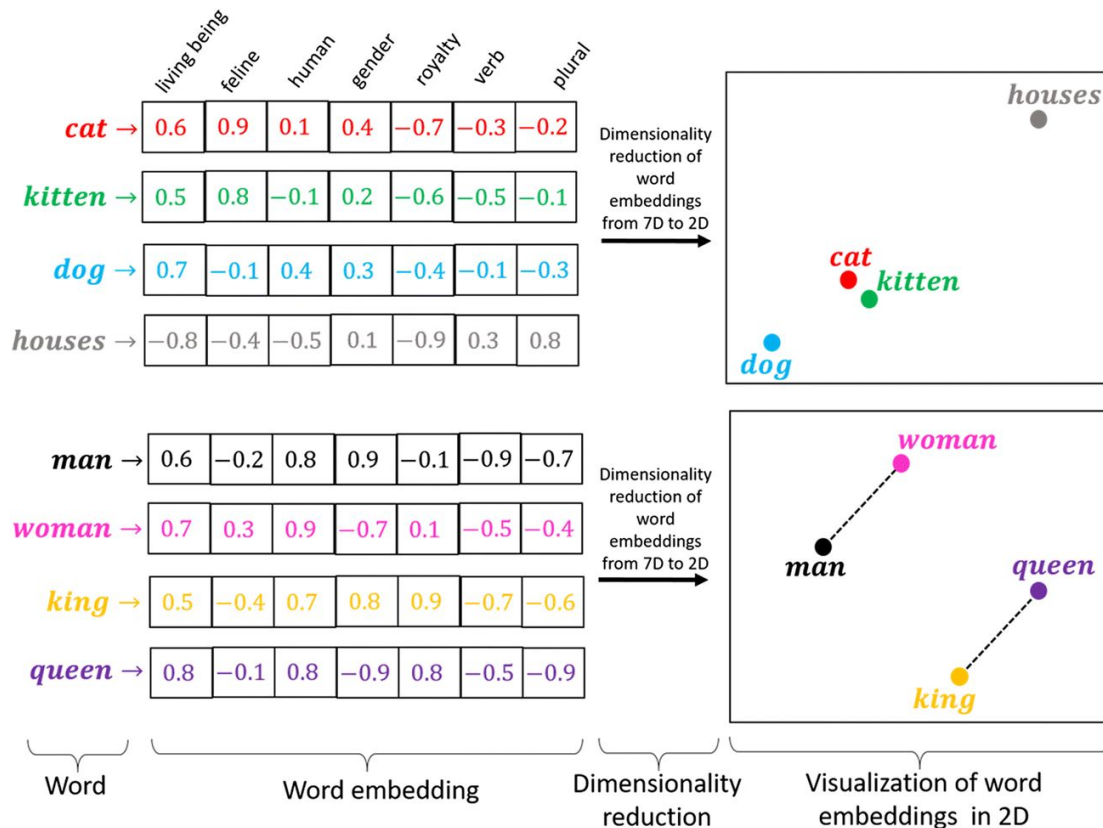 living being feline human gender royalty verb plural
cat → 0.6 0.9 0.1 0.4 −0.7 −0.3 −0.2
kitten → 0.5 0.8 −0.1 0.2 −0.6 −0.5 −0.1
dog → 0.7 −0.1 0.4 0.3 −0.4 −0.1 −0.3
houses → −0.8 −0.4 −0.5 0.1 −0.9 0.3 0.8
Dimensionality
reduction of
word
embeddings
from 7D to 2D
houses
cat
kitten
dog
man → 0.6 −0.2 0.8 0.9 −0.1 −0.9 −0.7
woman → 0.7 0.3 0.9 −0.7 0.1 −0.5 −0.4
king → 0.5 −0.4 0.7 0.8 0.9 −0.7 −0.6
queen → 0.8 −0.1 0.8 −0.9 0.8 −0.5 −0.9
Dimensionality
reduction of
word
embeddings
from 7D to 2D
woman
man
queen
king
Word
Word embedding
Dimensionality
reduction
Visualization of word
embeddings in 2D